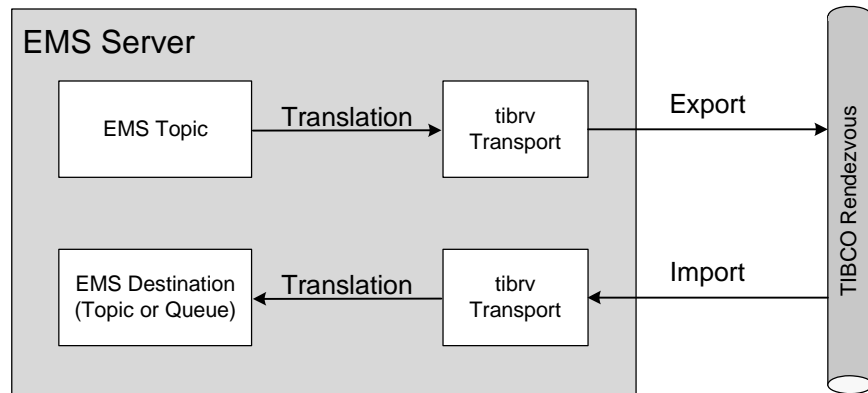 EMS Server
EMS Topic
Translation
tibrv
Transport
Export
EMS Destination
(Topic or Queue)
Translation
tibrv
Transport
Import
TIBCO Rendezvous